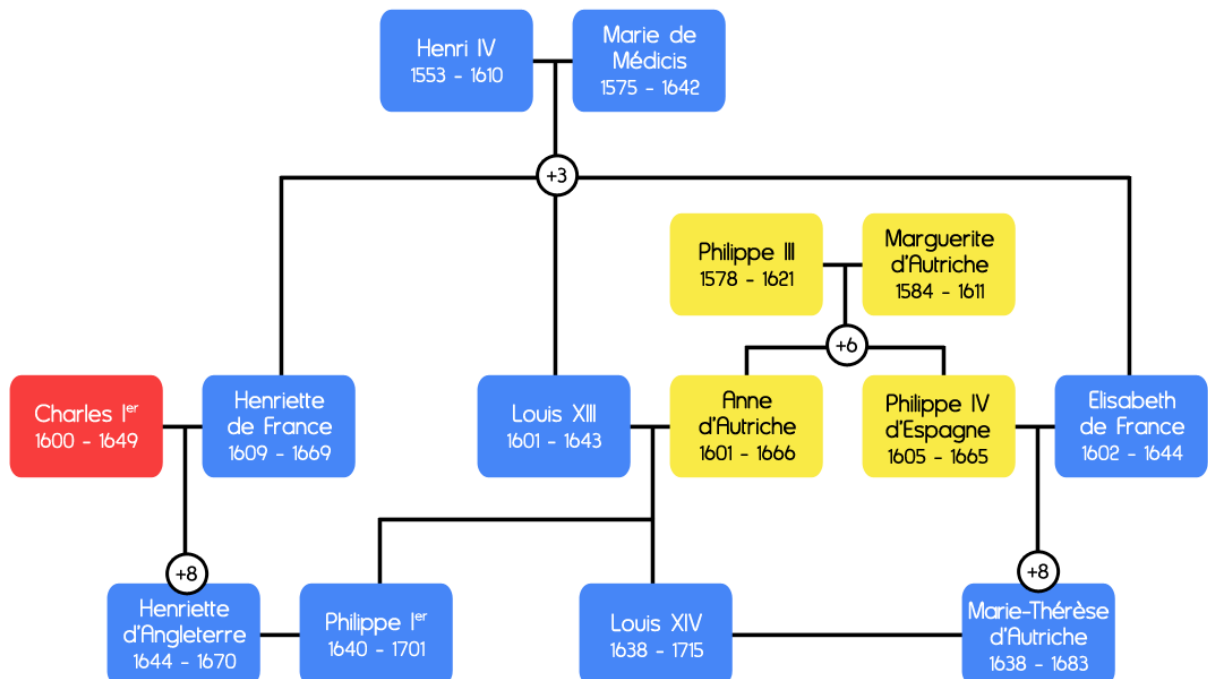 Henri IV
1553 - 1610
Marie de
Médicis
1575 - 1642
+3
Philippe III
1578 - 1621
Marguerite
d'Autriche
1584 - 1611
+6
Charles Iᵉʳ
1600 - 1649
Henriette
de France
1609 - 1669
Louis XIII
1601 - 1643
Anne
d'Autriche
1601 - 1666
Philippe IV
d'Espagne
1605 - 1665
Elisabeth
de France
1602 - 1644
+8
+8
Henriette
d'Angleterre
1644 - 1670
Philippe Iᵉʳ
1640 - 1701
Louis XIV
1638 - 1715
Marie-Thérèse
d'Autriche
1638 - 1683